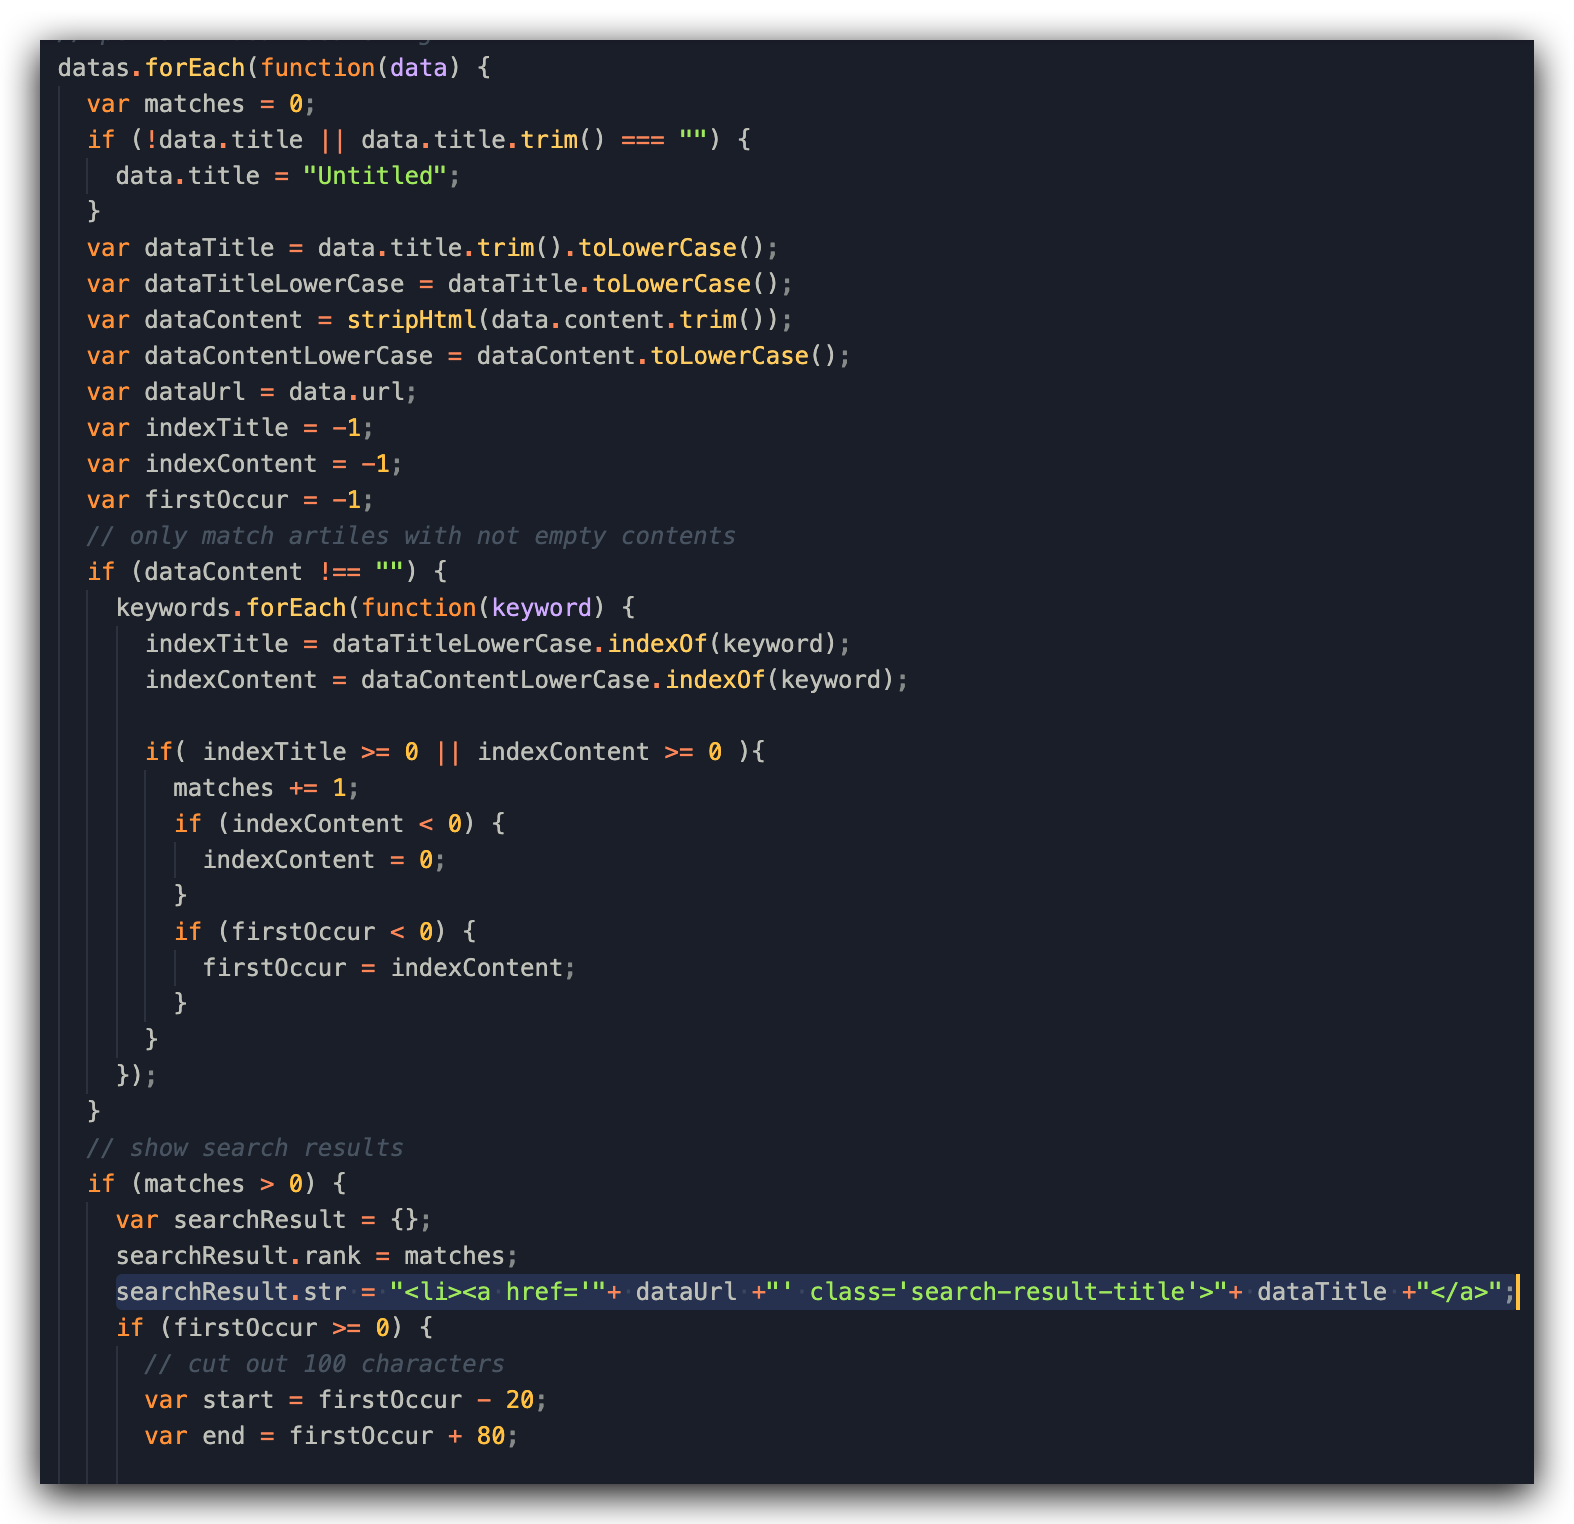 datas.forEach(function(data) {
  var matches = 0;
  if (!data.title || data.title.trim() === "") {
    data.title = "Untitled";
  }
  var dataTitle = data.title.trim().toLowerCase();
  var dataTitleLowerCase = dataTitle.toLowerCase();
  var dataContent = stripHtml(data.content.trim());
  var dataContentLowerCase = dataContent.toLowerCase();
  var dataUrl = data.url;
  var indexTitle = -1;
  var indexContent = -1;
  var firstOccur = -1;
  // only match artiles with not empty contents
  if (dataContent !== "") {
    keywords.forEach(function(keyword) {
      indexTitle = dataTitleLowerCase.indexOf(keyword);
      indexContent = dataContentLowerCase.indexOf(keyword);

      if( indexTitle >= 0 || indexContent >= 0 ){
        matches += 1;
        if (indexContent < 0) {
          indexContent = 0;
        }
        if (firstOccur < 0) {
          firstOccur = indexContent;
        }
      }
    });
  }
  // show search results
  if (matches > 0) {
    var searchResult = {};
    searchResult.rank = matches;
    searchResult.str = "<li><a href='"+ dataUrl +"' class='search-result-title'>"+ dataTitle +"</a>";
    if (firstOccur >= 0) {
      // cut out 100 characters
      var start = firstOccur - 20;
      var end = firstOccur + 80;